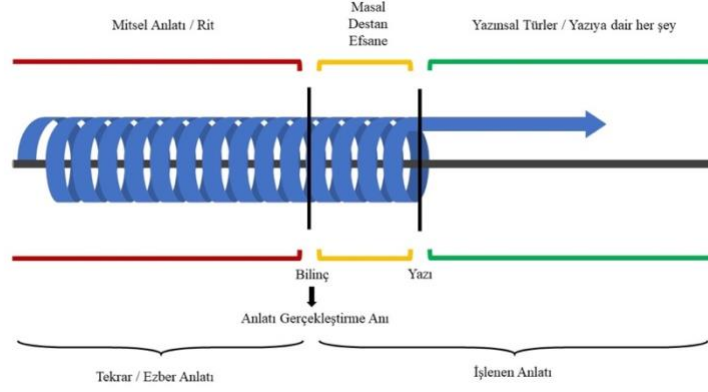 Mitsel Anlatı / Rit
Masal
Destan
Efsane
Yazınsal Türler / Yazıya dair her şey
Bilinç
Yazı
Anlatı Gerçekleştirme Anı
Tekrar / Ezber Anlatı
İşlenen Anlatı